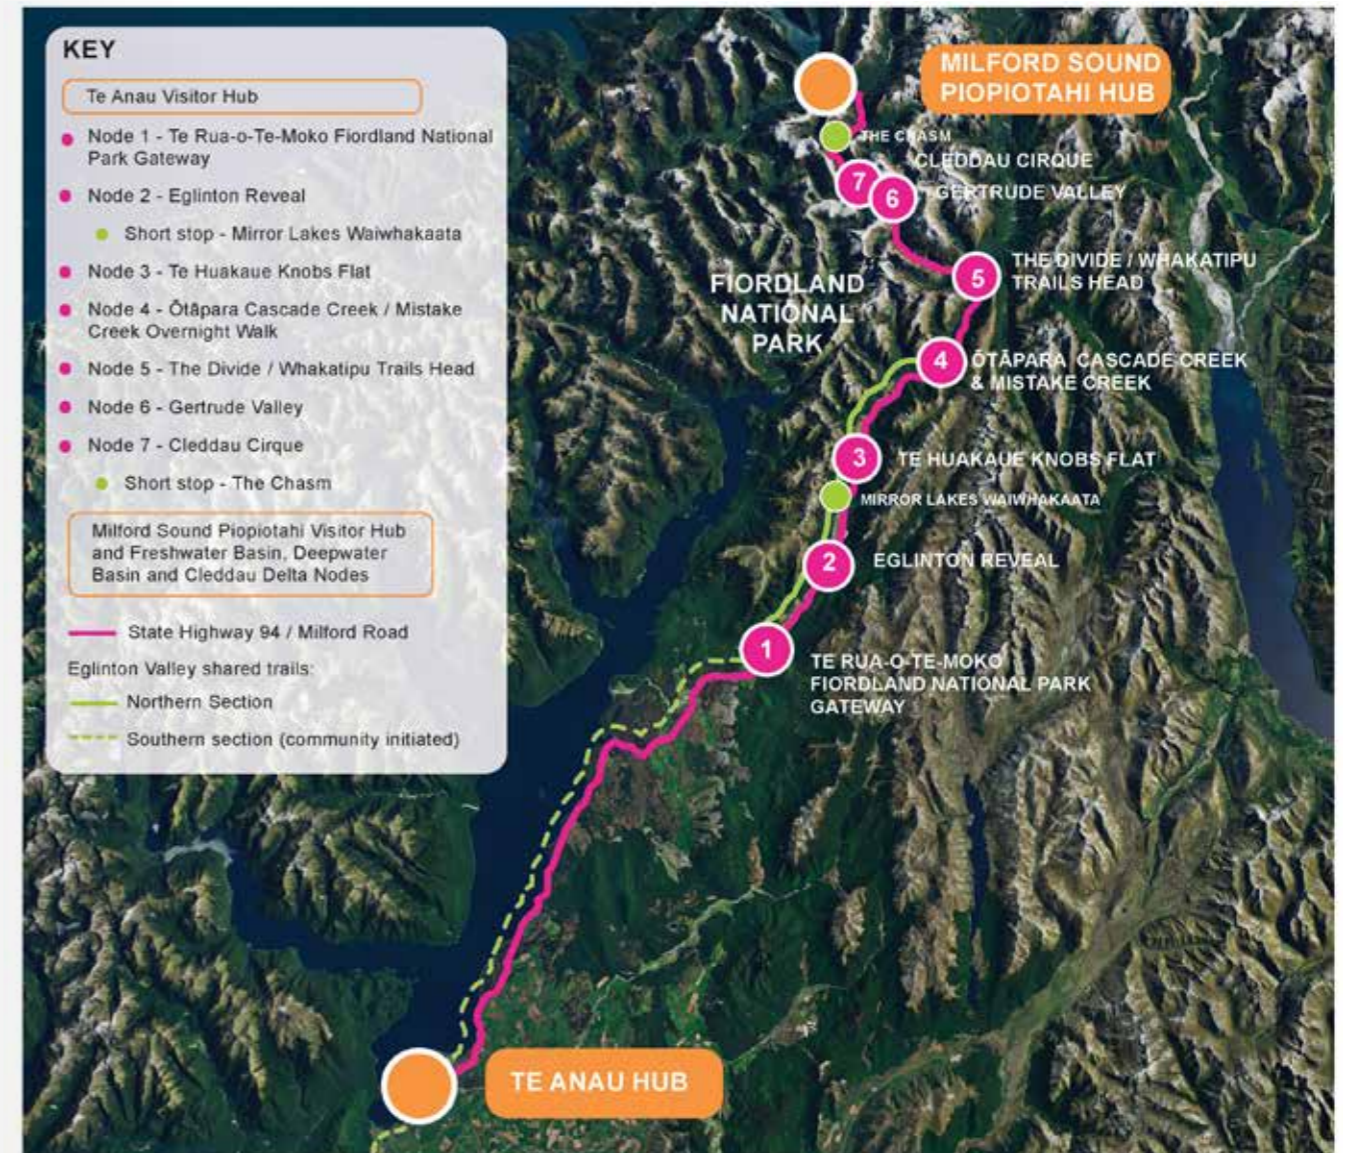 KEY
Te Anau Visitor Hub
Node 1 - Te Rua-o-Te-Moko Fiordland National
Park Gateway
Node 2 - Eglinton Reveal
Short stop - Mirror Lakes Waiwhakaata
Node 3 - Te Huakaue Knobs Flat
Node 4 - Ōtāpara Cascade Creek / Mistake
Creek Overnight Walk
Node 5 - The Divide / Whakatipu Trails Head
Node 6 - Gertrude Valley
Node 7 - Cleddau Cirque
Short stop - The Chasm
Milford Sound Piopiotahi Visitor Hub
and Freshwater Basin, Deepwater
Basin and Cleddau Delta Nodes
State Highway 94 / Milford Road
Eglinton Valley shared trails:
Northern Section
Southern section (community initiated)
MILFORD SOUND
PIOPIOTAHI HUB
THE CHASM
CLEDDAU CIRQUE
7
6
GERTRUDE VALLEY
5
THE DIVIDE / WHAKATIPU
TRAILS HEAD
FIORDLAND
NATIONAL
PARK
4
ŌTĀPARA CASCADE CREEK
& MISTAKE CREEK
3
TE HUAKAUE KNOBS FLAT
MIRROR LAKES WAIWHAKAATA
2
EGLINTON REVEAL
1
TE RUA-O-TE-MOKO
FIORDLAND NATIONAL PARK
GATEWAY
TE ANAU HUB